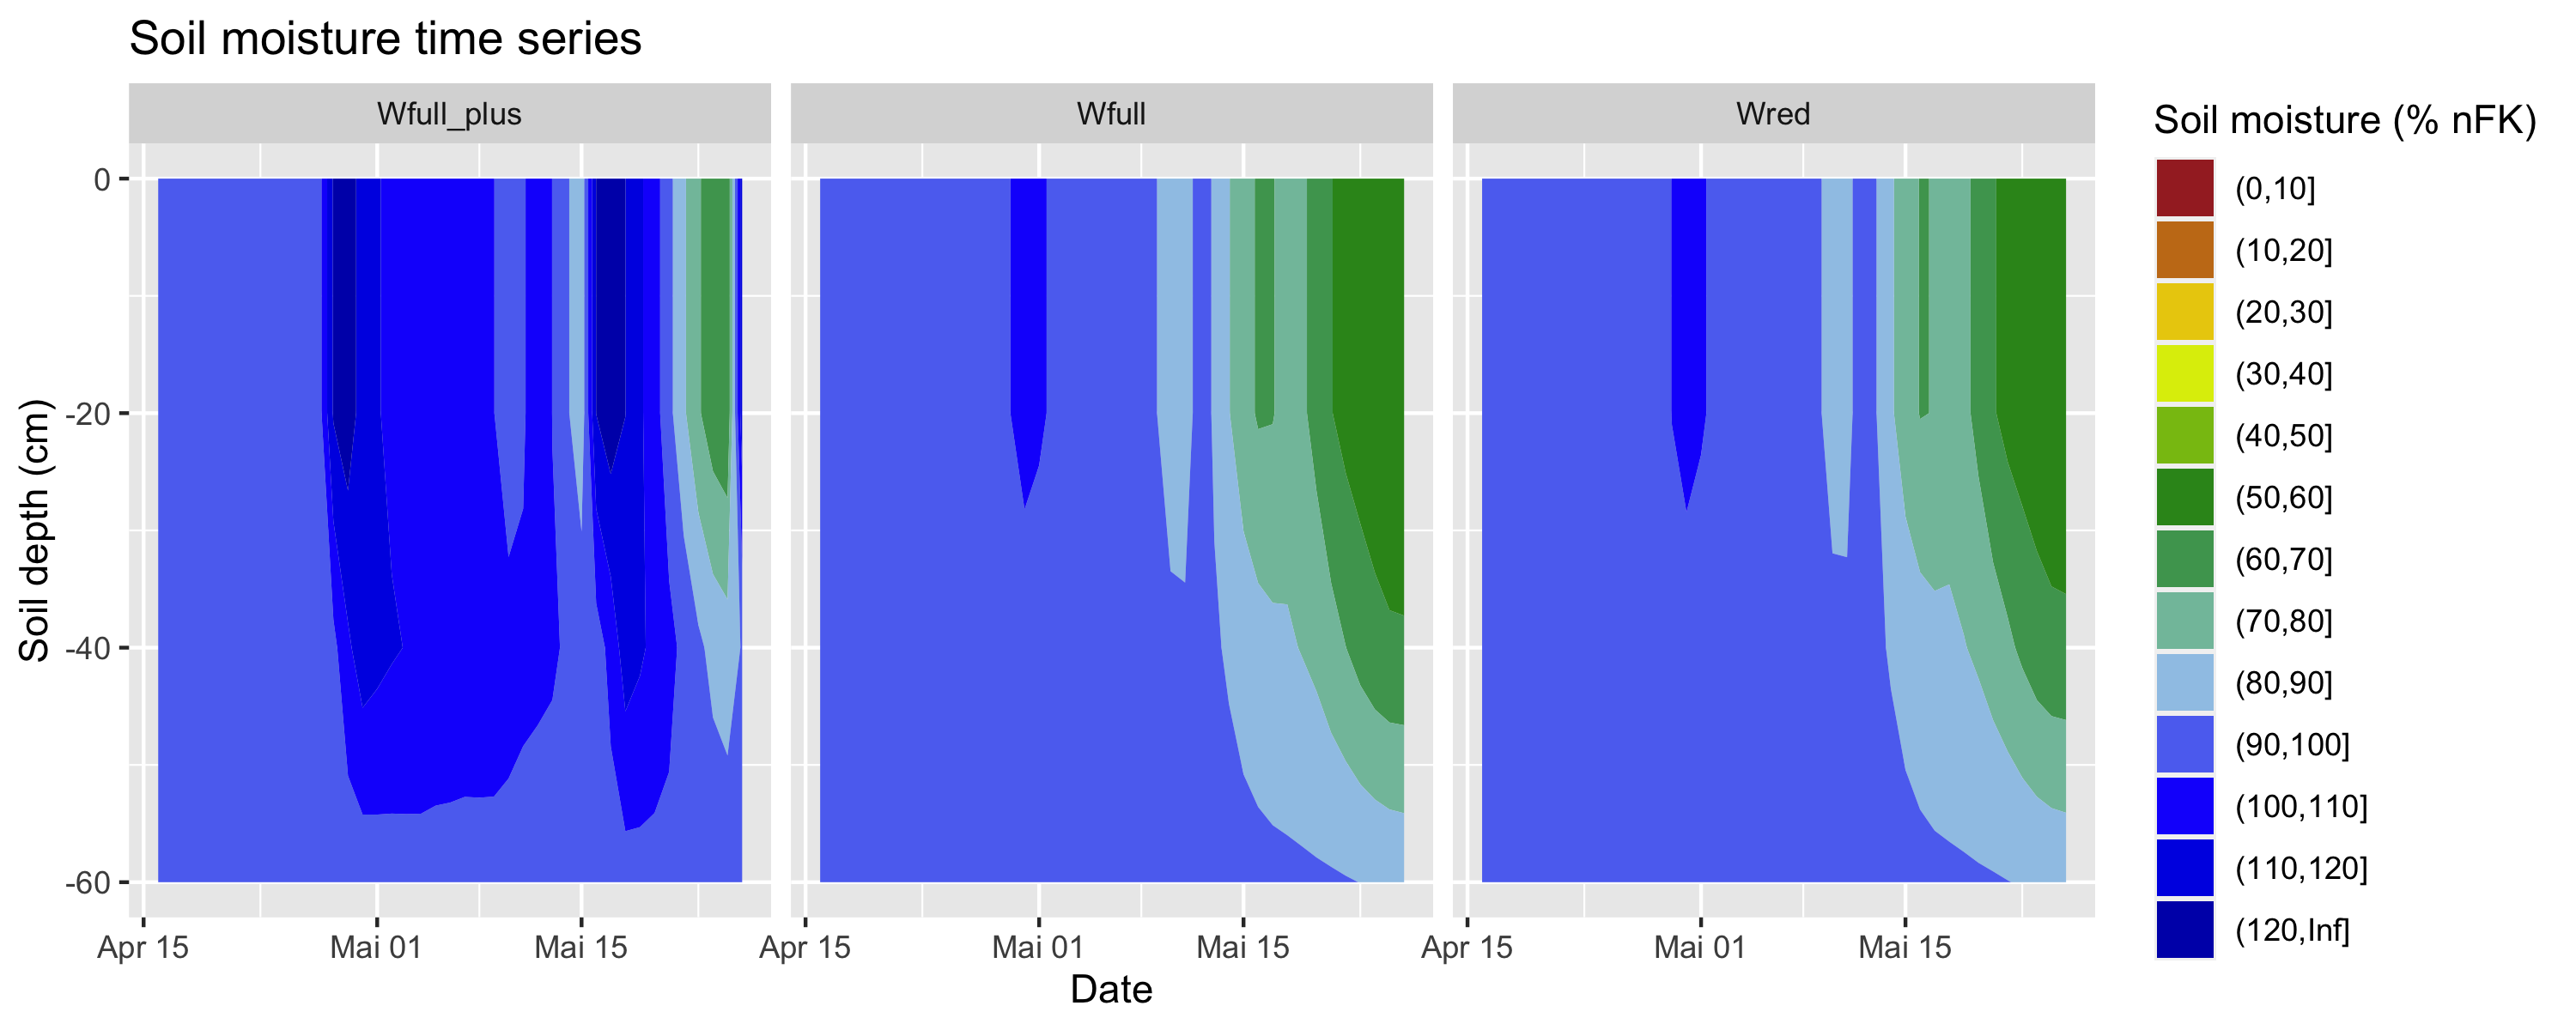 Soil moisture time series
Wfull_plus
Wfull
Wred
Soil depth (cm)
0
-20
-40
-60
Apr 15
Mai 01
Mai 15
Apr 15
Mai 01
Mai 15
Apr 15
Mai 01
Mai 15
Date
Soil moisture (% nFK)
(0,10]
(10,20]
(20,30]
(30,40]
(40,50]
(50,60]
(60,70]
(70,80]
(80,90]
(90,100]
(100,110]
(110,120]
(120,Inf]